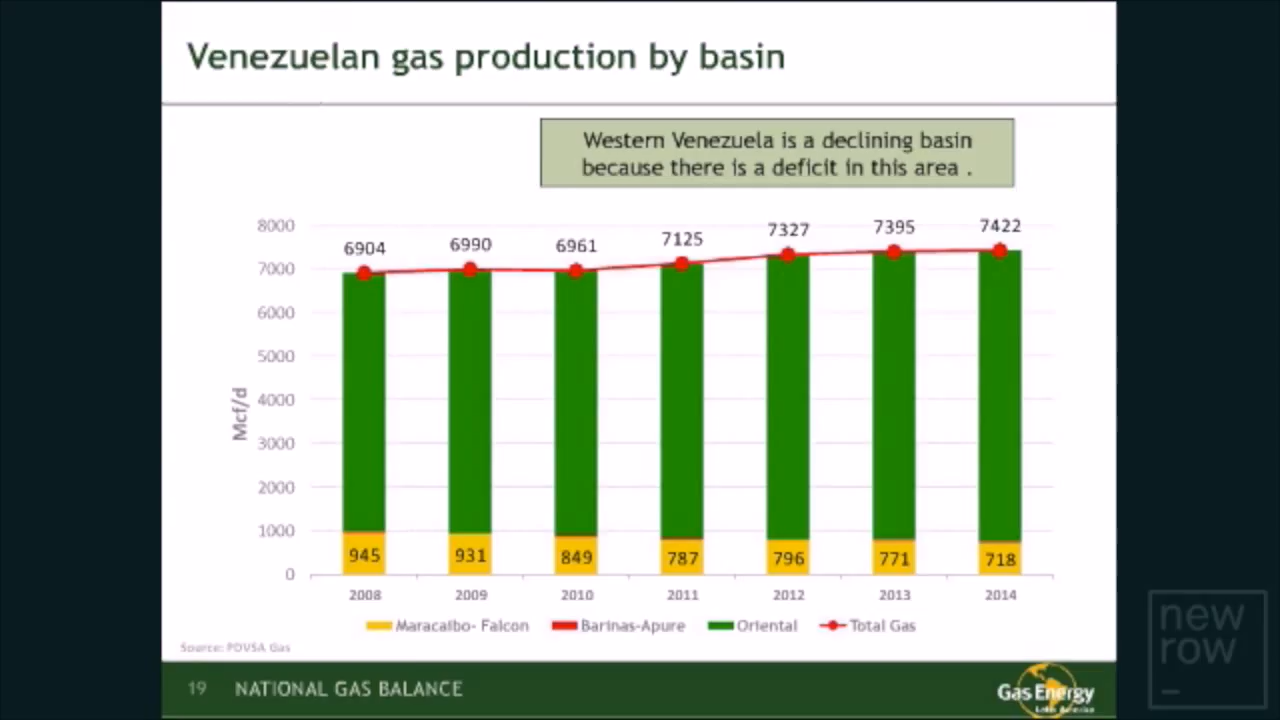 Venezuelan gas production by basin
Western Venezuela is a declining basin
because there is a deficit in this area .
8000
7000
6000
5000
4000
3000
2000
1000
0
Mcf/d
6904
6990
6961
7125
7327
7395
7422
945
931
849
787
796
771
718
2008
2009
2010
2011
2012
2013
2014
Maracaibo- Falcon
Barinas-Apure
Oriental
Total Gas
Source: PDVSA Gas
19 NATIONAL GAS BALANCE
Gas Energy
Latin America
new
row